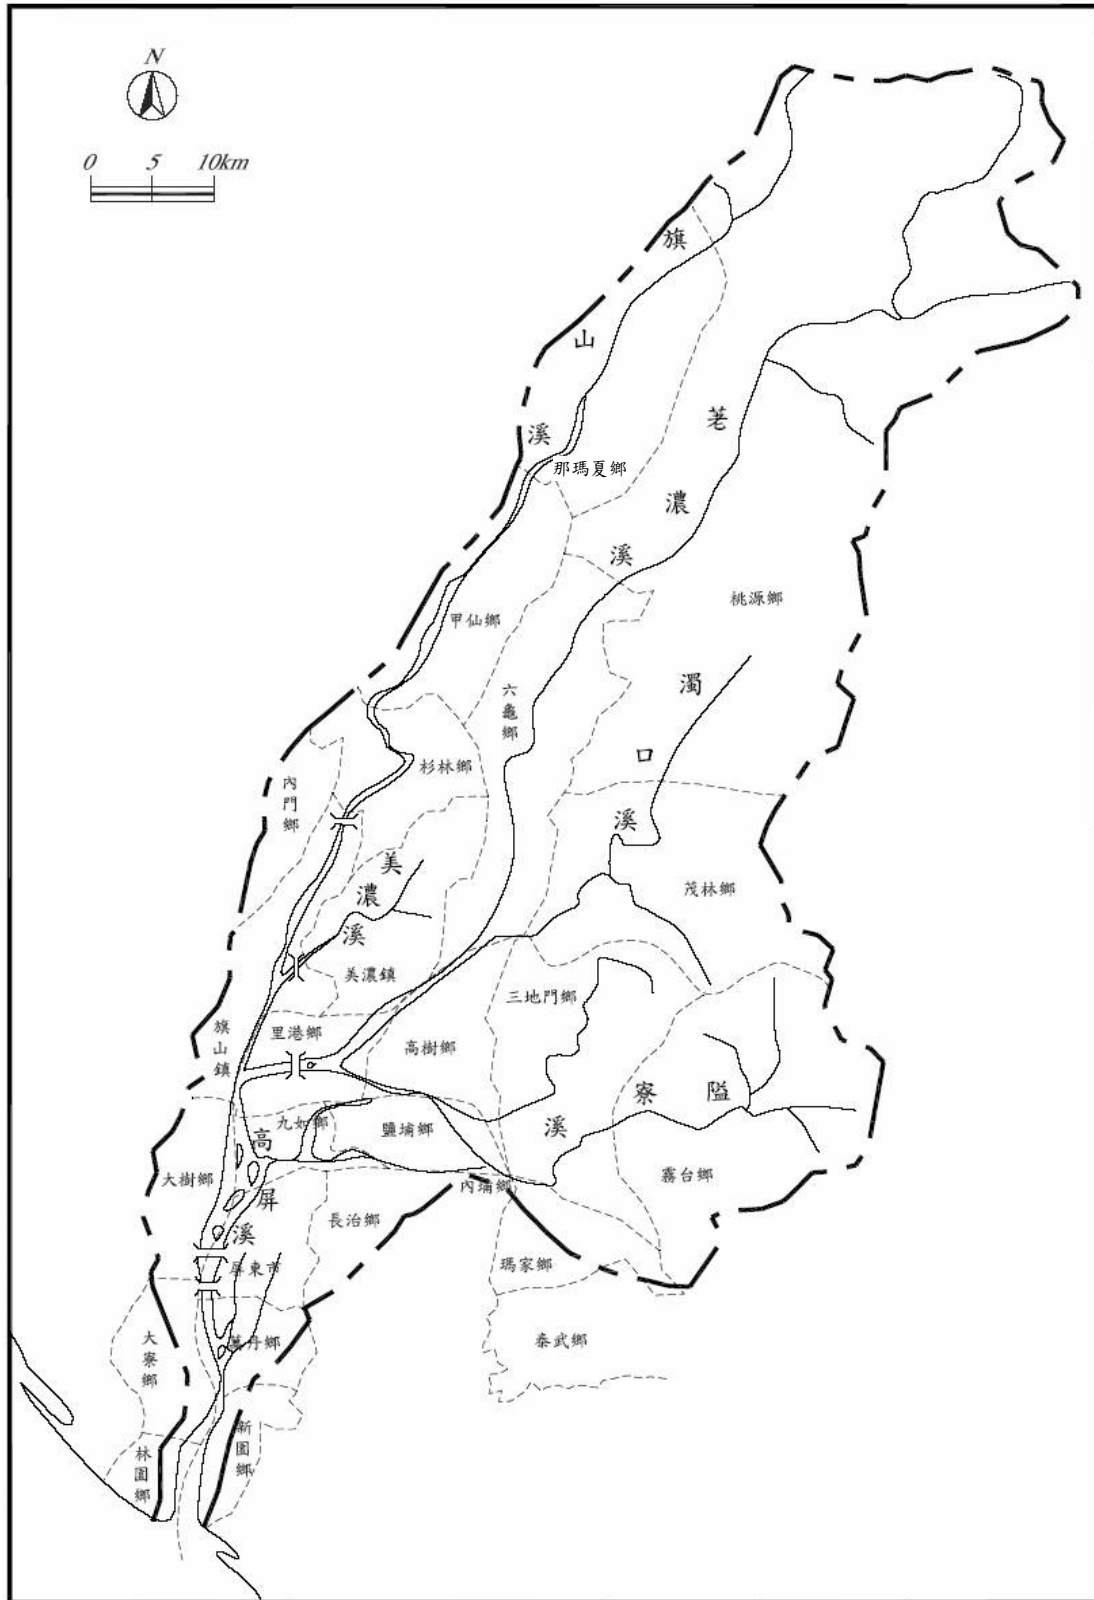 N
0 5 10km
旗山溪
荖濃溪
那瑪夏鄉
桃源鄉
甲仙鄉
六龜鄉
濁口溪
杉林鄉
內門鄉
美濃溪
茂林鄉
美濃鎮
三地門鄉
旗山鎮
里港鄉
高樹鄉
隘寮溪
九如鄉
鹽埔鄉
高屏溪
大樹鄉
霧台鄉
內埔鄉
長治鄉
屏東市
瑪家鄉
大寮鄉
萬丹鄉
泰武鄉
新園鄉
林園鄉